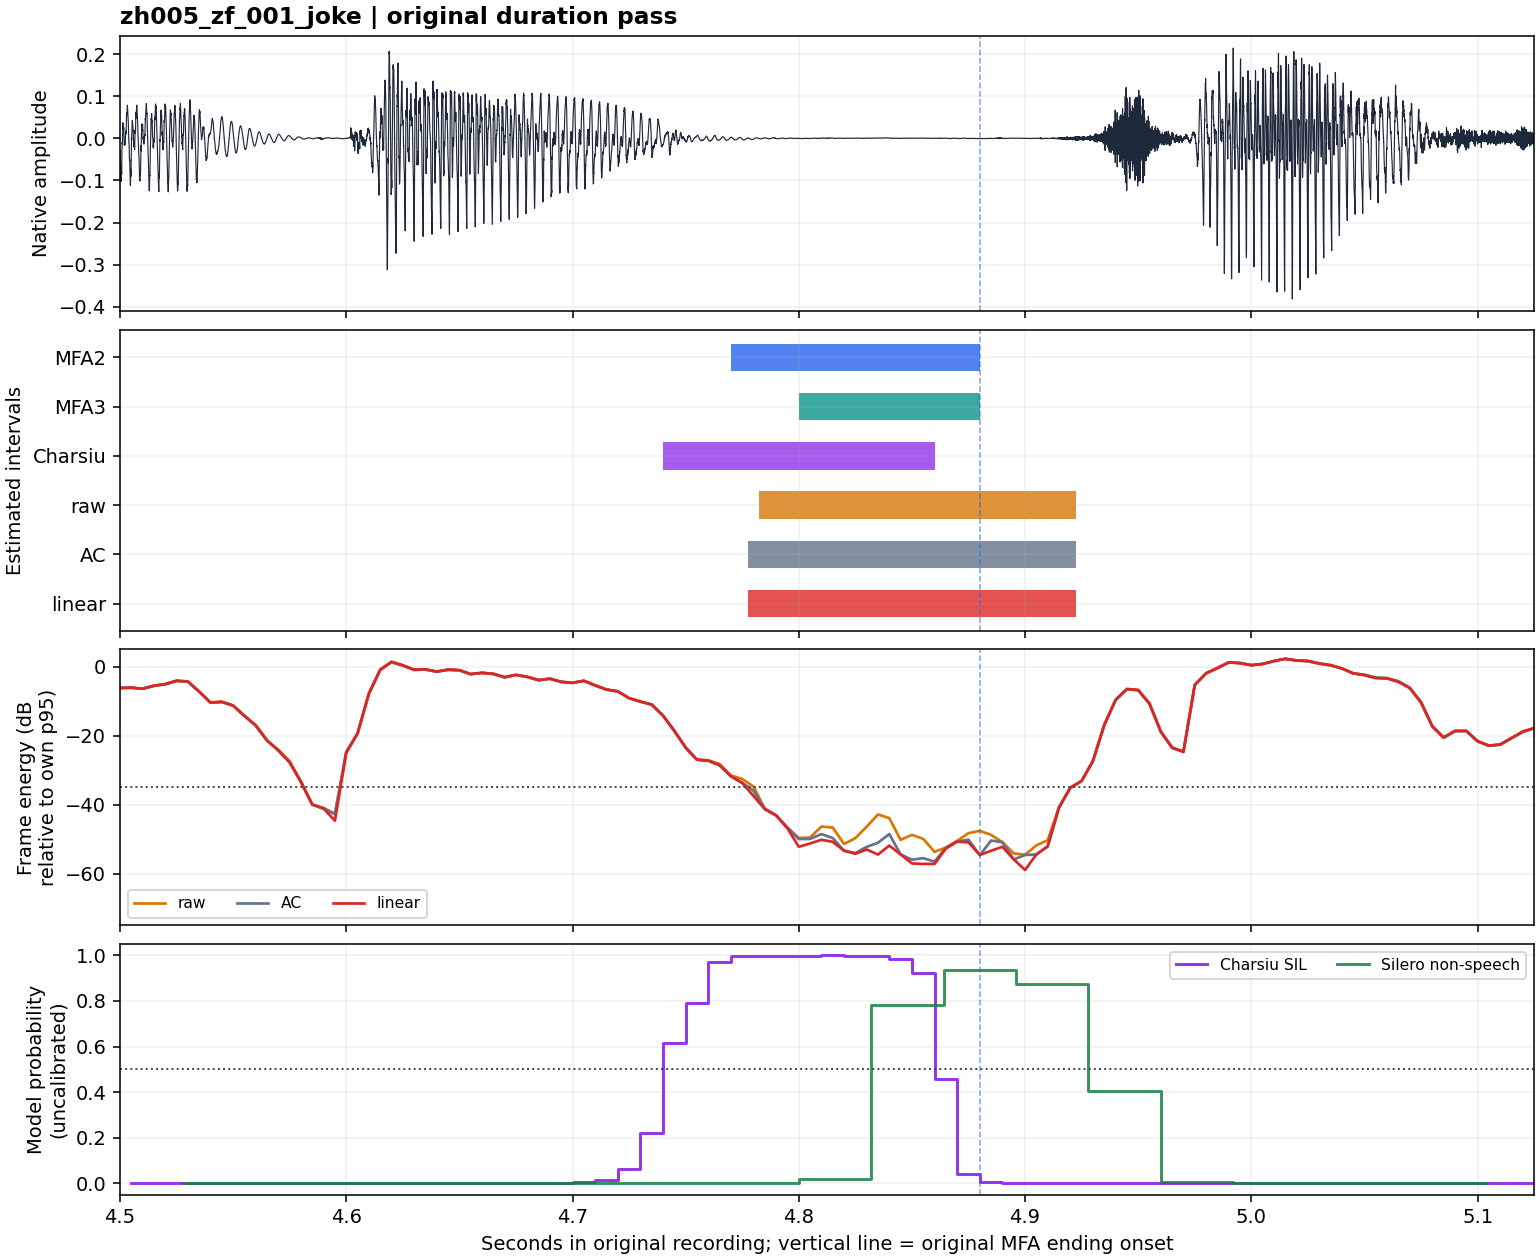 zh005_zf_001_joke | original duration pass
Native amplitude
0.2
0.1
0.0
−0.1
−0.2
−0.3
−0.4
Estimated intervals
MFA2
MFA3
Charsiu
raw
AC
linear
Frame energy (dB
relative to own p95)
0
−20
−40
−60
raw
AC
linear
Model probability
(uncalibrated)
1.0
0.8
0.6
0.4
0.2
0.0
Charsiu SIL
Silero non-speech
4.5
4.6
4.7
4.8
4.9
5.0
5.1
Seconds in original recording; vertical line = original MFA ending onset